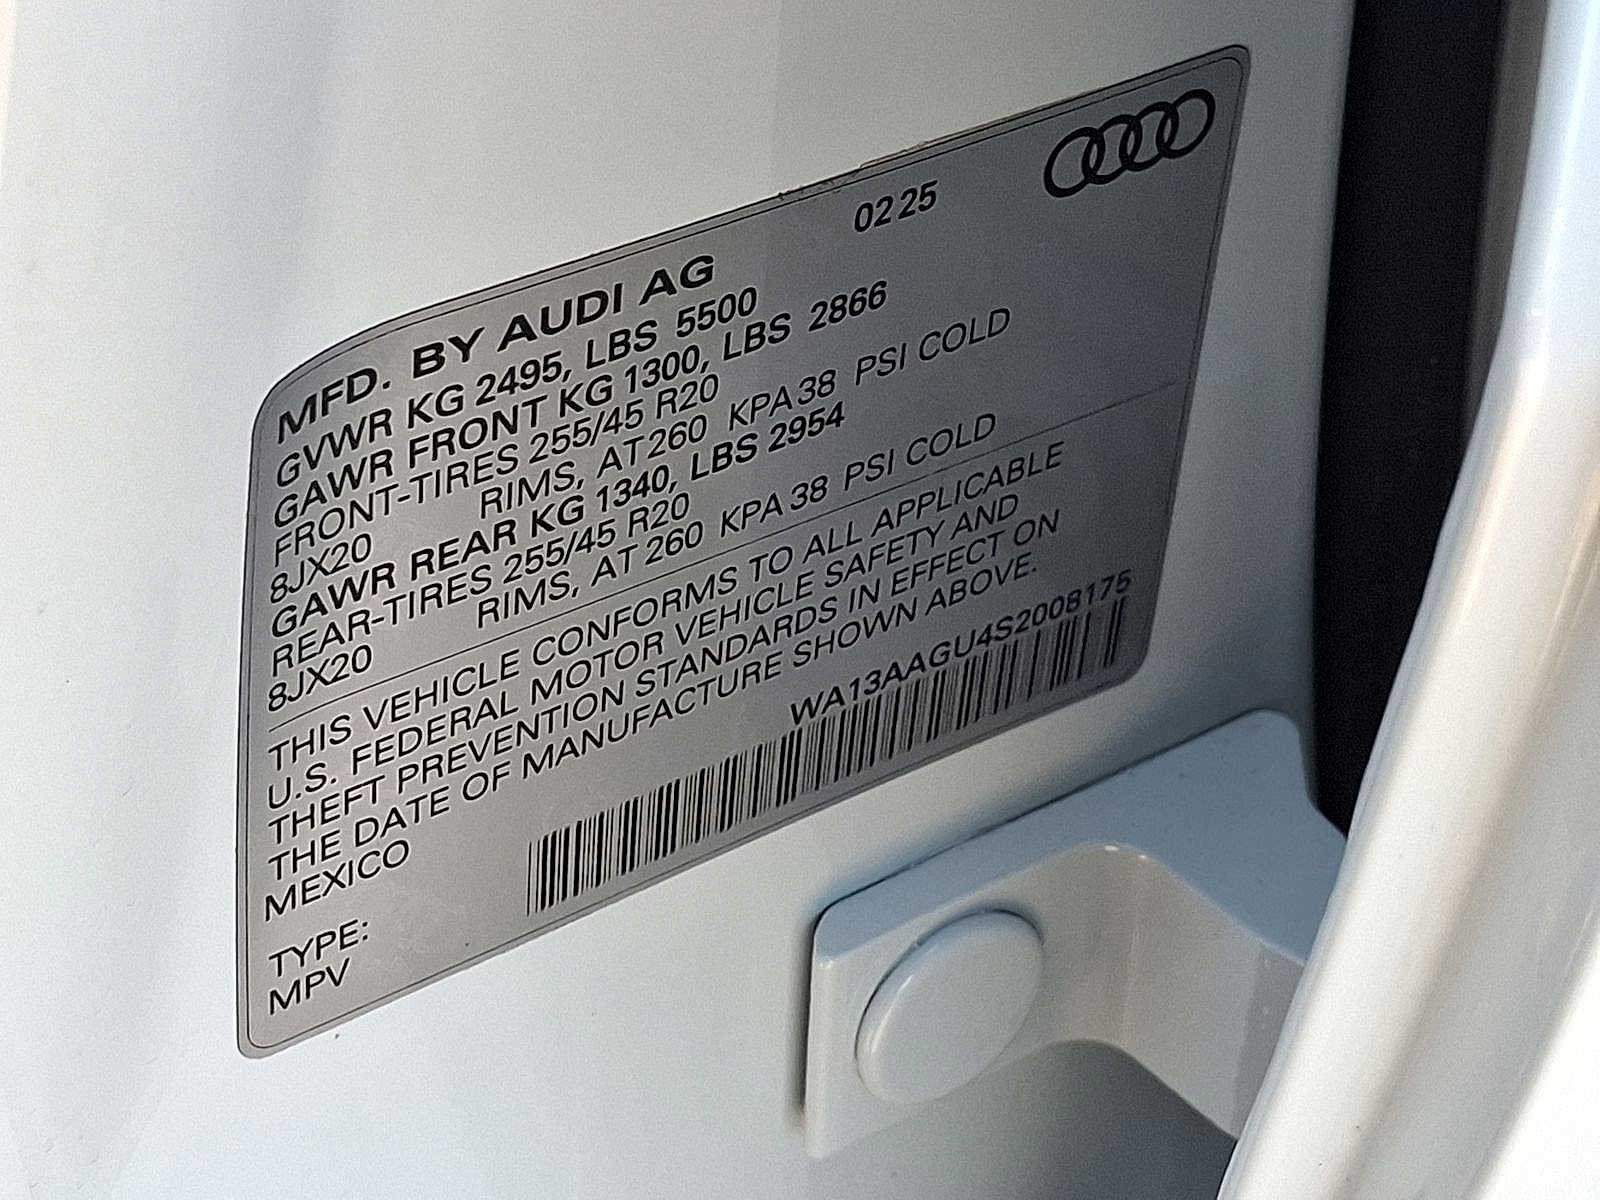 02 25
MFD. BY AUDI AG
GVWR KG 2495, LBS 5500
GAWR FRONT KG 1300, LBS 2866
FRONT-TIRES 255/45 R20
8JX20 RIMS, AT 260 KPA 38 PSI COLD
GAWR REAR KG 1340, LBS 2954
REAR-TIRES 255/45 R20
8JX20 RIMS, AT 260 KPA 38 PSI COLD
THIS VEHICLE CONFORMS TO ALL APPLICABLE
U.S. FEDERAL MOTOR VEHICLE SAFETY AND
THEFT PREVENTION STANDARDS IN EFFECT ON
THE DATE OF MANUFACTURE SHOWN ABOVE.
MEXICO
WA13AAGU4S2008175
TYPE:
MPV